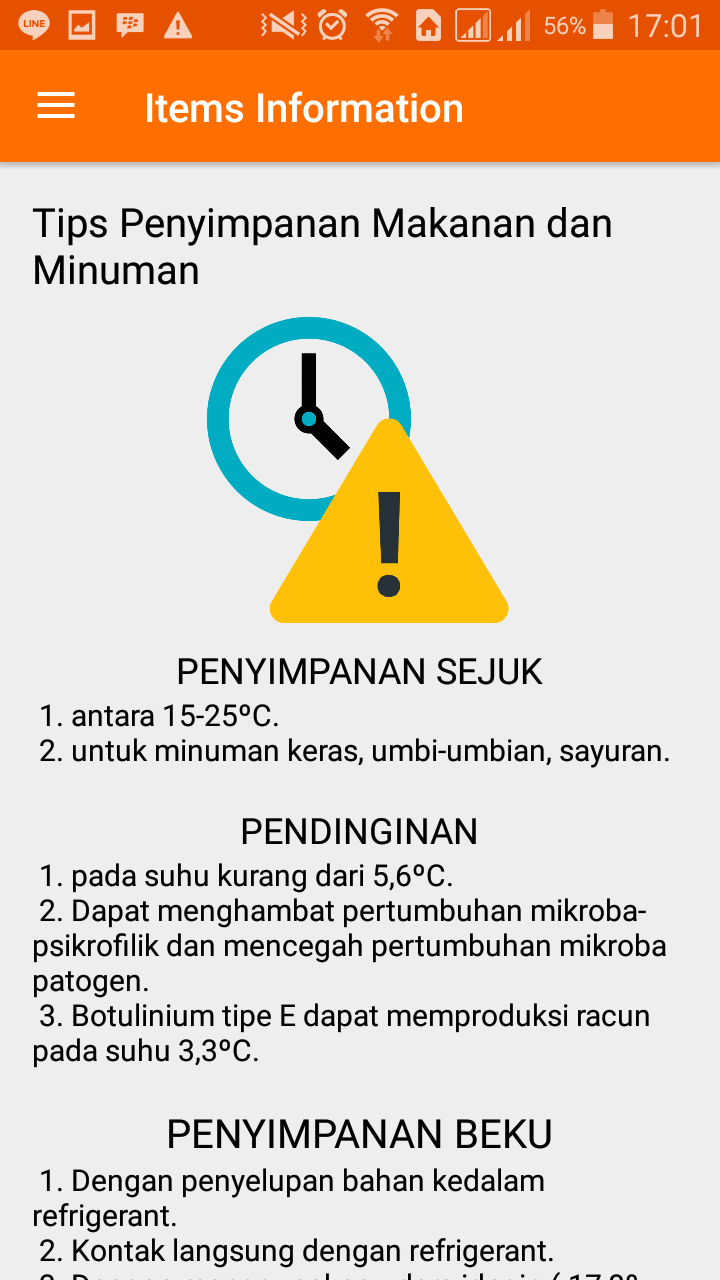 LINE
56% 17:01
Items Information
Tips Penyimpanan Makanan dan
Minuman
!
PENYIMPANAN SEJUK
1. antara 15-25ºC.
2. untuk minuman keras, umbi-umbian, sayuran.
PENDINGINAN
1. pada suhu kurang dari 5,6ºC.
2. Dapat menghambat pertumbuhan mikroba-
psikrofilik dan mencegah pertumbuhan mikroba
patogen.
3. Botulinium tipe E dapat memproduksi racun
pada suhu 3,3ºC.
PENYIMPANAN BEKU
1. Dengan penyelupan bahan kedalam
refrigerant.
2. Kontak langsung dengan refrigerant.